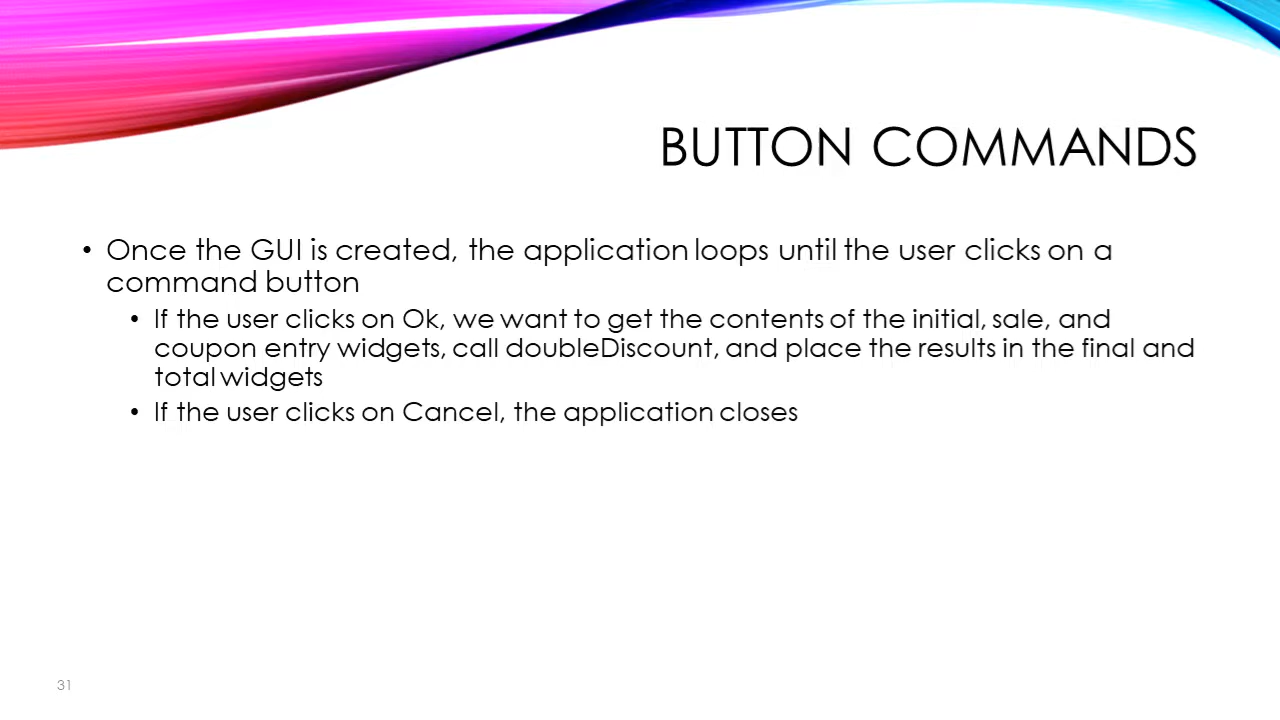 BUTTON COMMANDS
• Once the GUI is created, the application loops until the user clicks on a
command button
• If the user clicks on Ok, we want to get the contents of the initial, sale, and
coupon entry widgets, call doubleDiscount, and place the results in the final and
total widgets
• If the user clicks on Cancel, the application closes
31